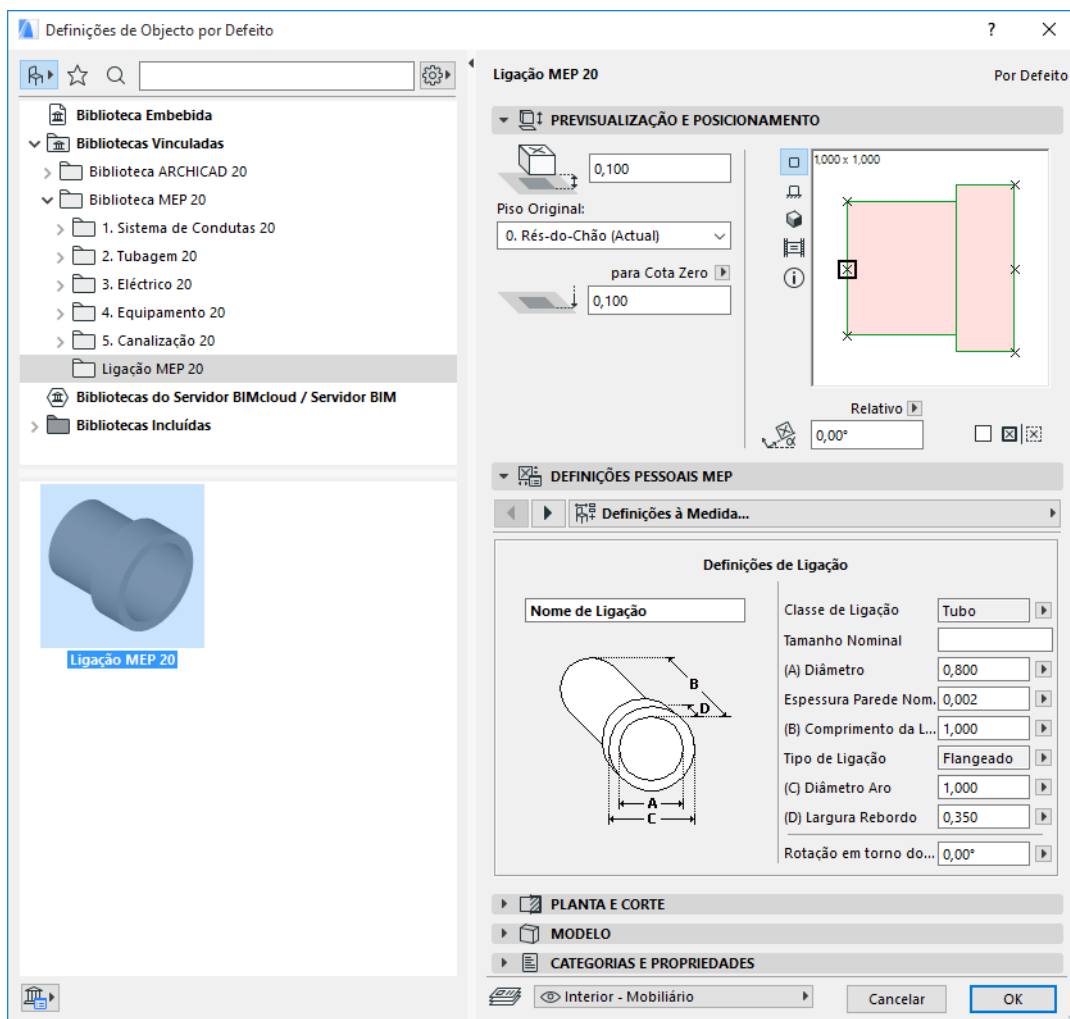 Definições de Objecto por Defeito
?
Biblioteca Embebida
Bibliotecas Vinculadas
Biblioteca ARCHICAD 20
Biblioteca MEP 20
1. Sistema de Condutas 20
2. Tubagem 20
3. Eléctrico 20
4. Equipamento 20
5. Canalização 20
Ligação MEP 20
Bibliotecas do Servidor BIMcloud / Servidor BIM
Bibliotecas Incluídas
Ligação MEP 20
Ligação MEP 20
Por Defeito
PREVISUALIZAÇÃO E POSICIONAMENTO
0,100
Piso Original:
0. Rés-do-Chão (Actual)
para Cota Zero
0,100
1,000 x 1,000
Relativo
α
0,00°
DEFINIÇÕES PESSOAIS MEP
Definições à Medida...
Definições de Ligação
Nome de Ligação
B
D
A
C
Classe de Ligação
Tubo
Tamanho Nominal
(A) Diâmetro
0,800
Espessura Parede Nom.
0,002
(B) Comprimento da L...
1,000
Tipo de Ligação
Flangeado
(C) Diâmetro Aro
1,000
(D) Largura Rebordo
0,350
Rotação em torno do...
0,00°
PLANTA E CORTE
MODELO
CATEGORIAS E PROPRIEDADES
Interior - Mobiliário
Cancelar
OK